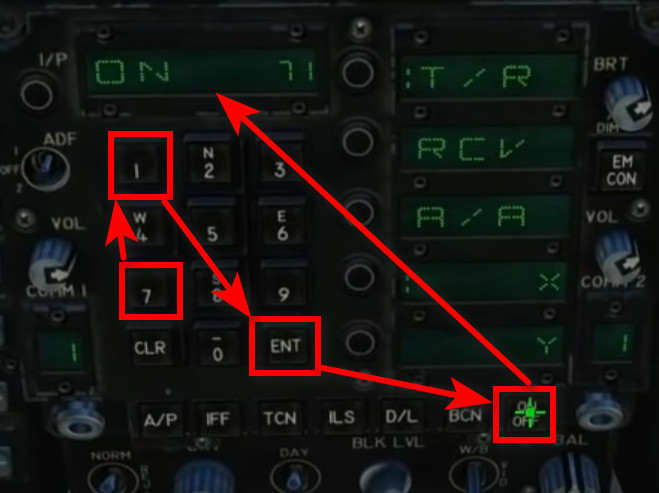 I/P
ON 71
:T/R
BRT
DIM
ADF
1
OFF
2
1
N
2
3
RCV
EM
CON
VOL
W
4
5
E
6
A/A
VOL
COMM 1
7
8
9
: X
COMM 2
1
CLR
-
0
ENT
Y
1
A/P
IFF
TCN
ILS
D/L
BCN
ON
OFF
NORM
DAY
BLK LVL
W/B
BAL